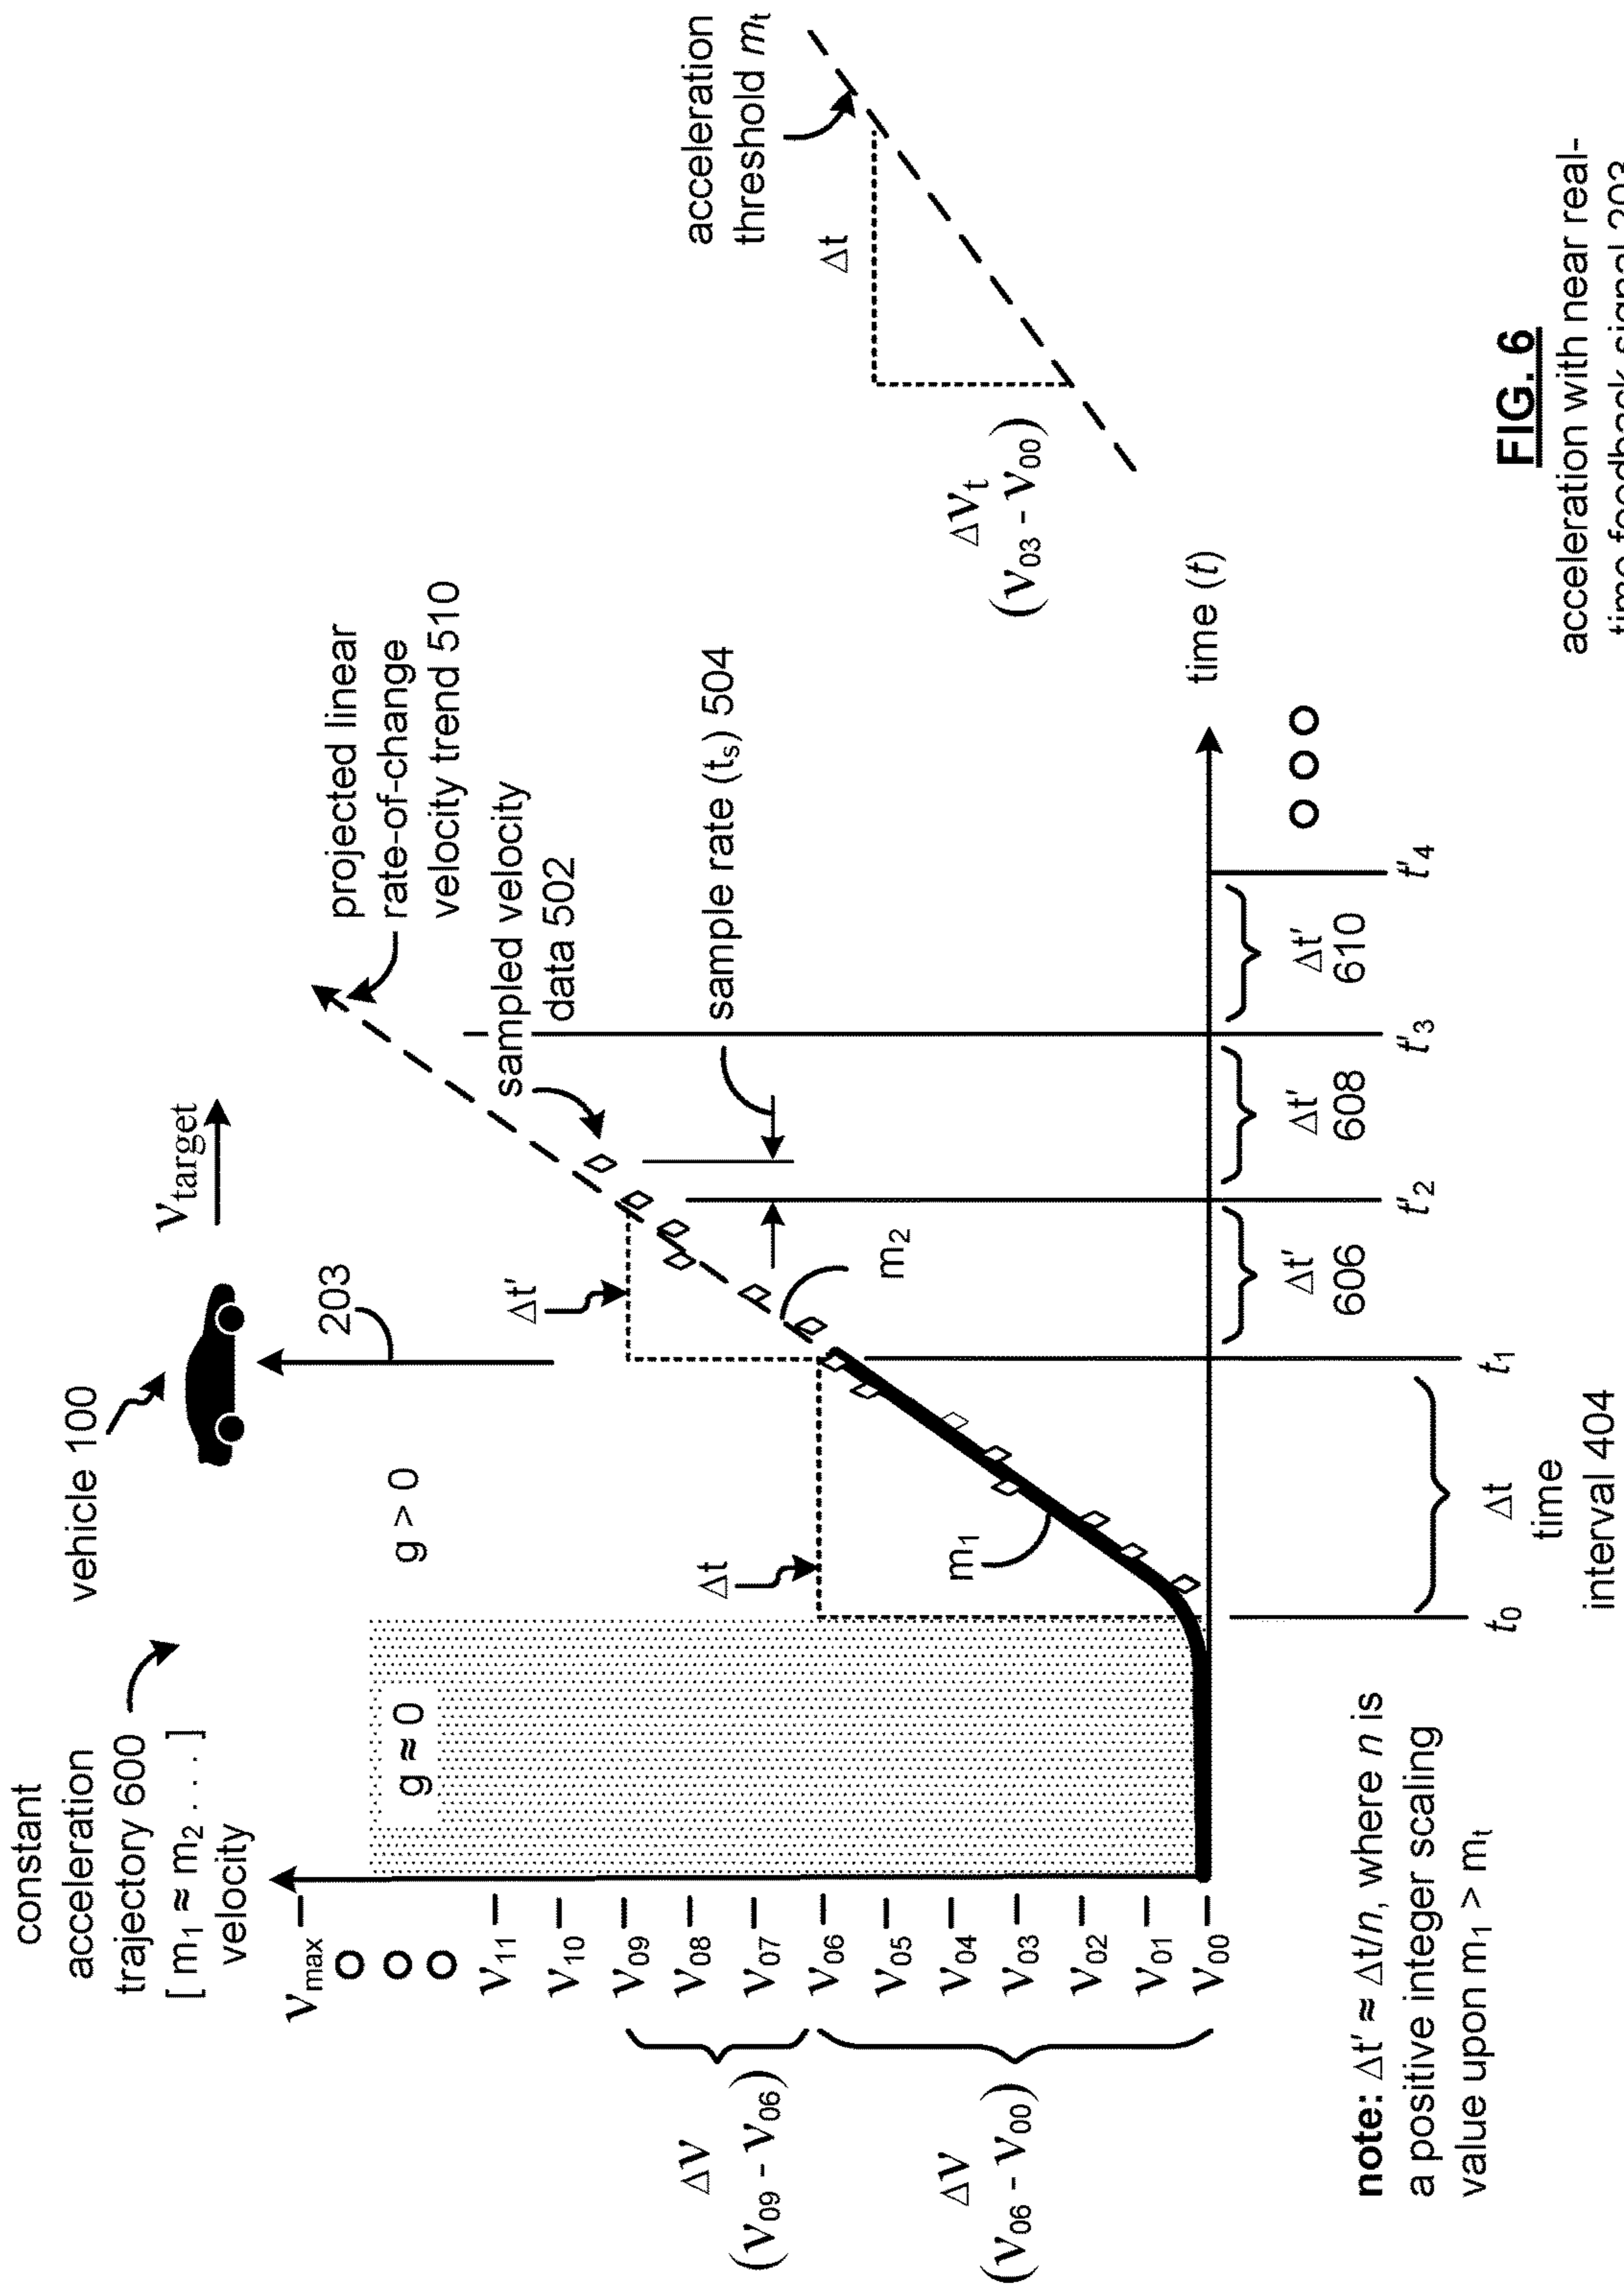 constant
acceleration
trajectory 600
[ m₁ ≈ m₂ . . . . ]
velocity
vehicle 100
Vtarget
203
g ≈ 0
g > 0
projected linear
rate-of-change
velocity trend 510
sampled velocity
data 502
sample rate (tₛ) 504
Vmax
V₁₁
V₁₀
V₀₉
V₀₈
V₀₇
V₀₆
V₀₅
V₀₄
V₀₃
V₀₂
V₀₁
V₀₀
ΔV
(V₀₉ - V₀₆)
ΔV
(V₀₆ - V₀₀)
Δt
Δt′
m₁
m₂
time (t)
t₀
t₁
t′₂
t′₃
t′₄
Δt
time
interval 404
Δt′
606
Δt′
608
Δt′
610
acceleration
threshold mₜ
Δt
ΔVₜ
(V₀₃ - V₀₀)
note: Δt′ ≈ Δt/n, where n is
a positive integer scaling
value upon m₁ > mₜ
FIG. 6
acceleration with near real-
time feedback signal 203